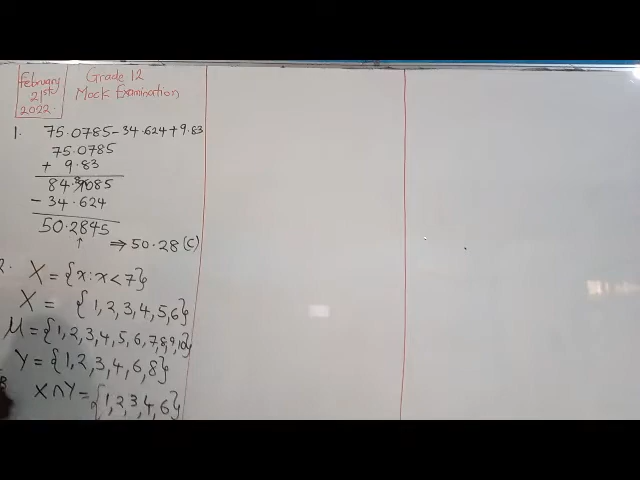 February
21st
2022.
Grade 12
Mock Examination
1. 75.0785-34.624+9.83
75.0785
+ 9.83
84.9085
- 34.624
50.2845
↑ ⇒ 50.28 (C)
2. X = {x:x<7}
X = {1,2,3,4,5,6}
μ = {1,2,3,4,5,6,7,8,9,10}
Y = {1,2,3,4,6,8}
X∩Y = {1,2,3,4,6}